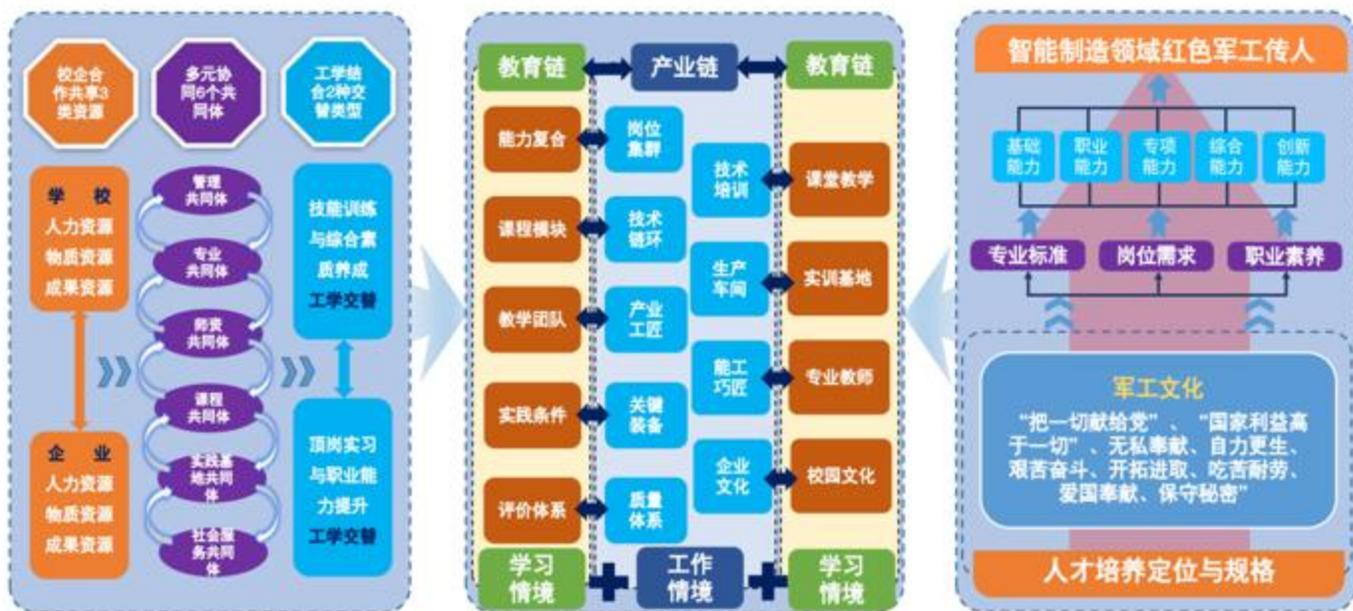 校企合
作共享3
类资源
多元协
同6个共
同体
工学结
合2种交
替类型
学 校
人力资源
物质资源
成果资源
企 业
人力资源
物质资源
成果资源
管理
共同体
专业
共同体
师资
共同体
课程
共同体
实践基
地共同
体
社会服
务共同
体
技能训练
与综合素
质养成
工学交替
顶岗实习
与职业能
力提升
工学交替
教育链
产业链
教育链
能力复合
岗位
集群
技术
培训
课堂教学
课程模块
技术
链环
生产
车间
实训基地
教学团队
产业
工匠
能工
巧匠
专业教师
实践条件
关键
装备
企业
文化
校园文化
评价体系
质量
体系
学习
情境
工作
情境
学习
情境
智能制造领域红色军工传人
基础
能力
职业
能力
专项
能力
综合
能力
创新
能力
专业标准
岗位需求
职业素养
军工文化
“把一切献给党”、“国家利益高
于一切”、无私奉献、自力更生、
艰苦奋斗、开拓进取、吃苦耐劳、
爱国奉献、保守秘密”
人才培养定位与规格